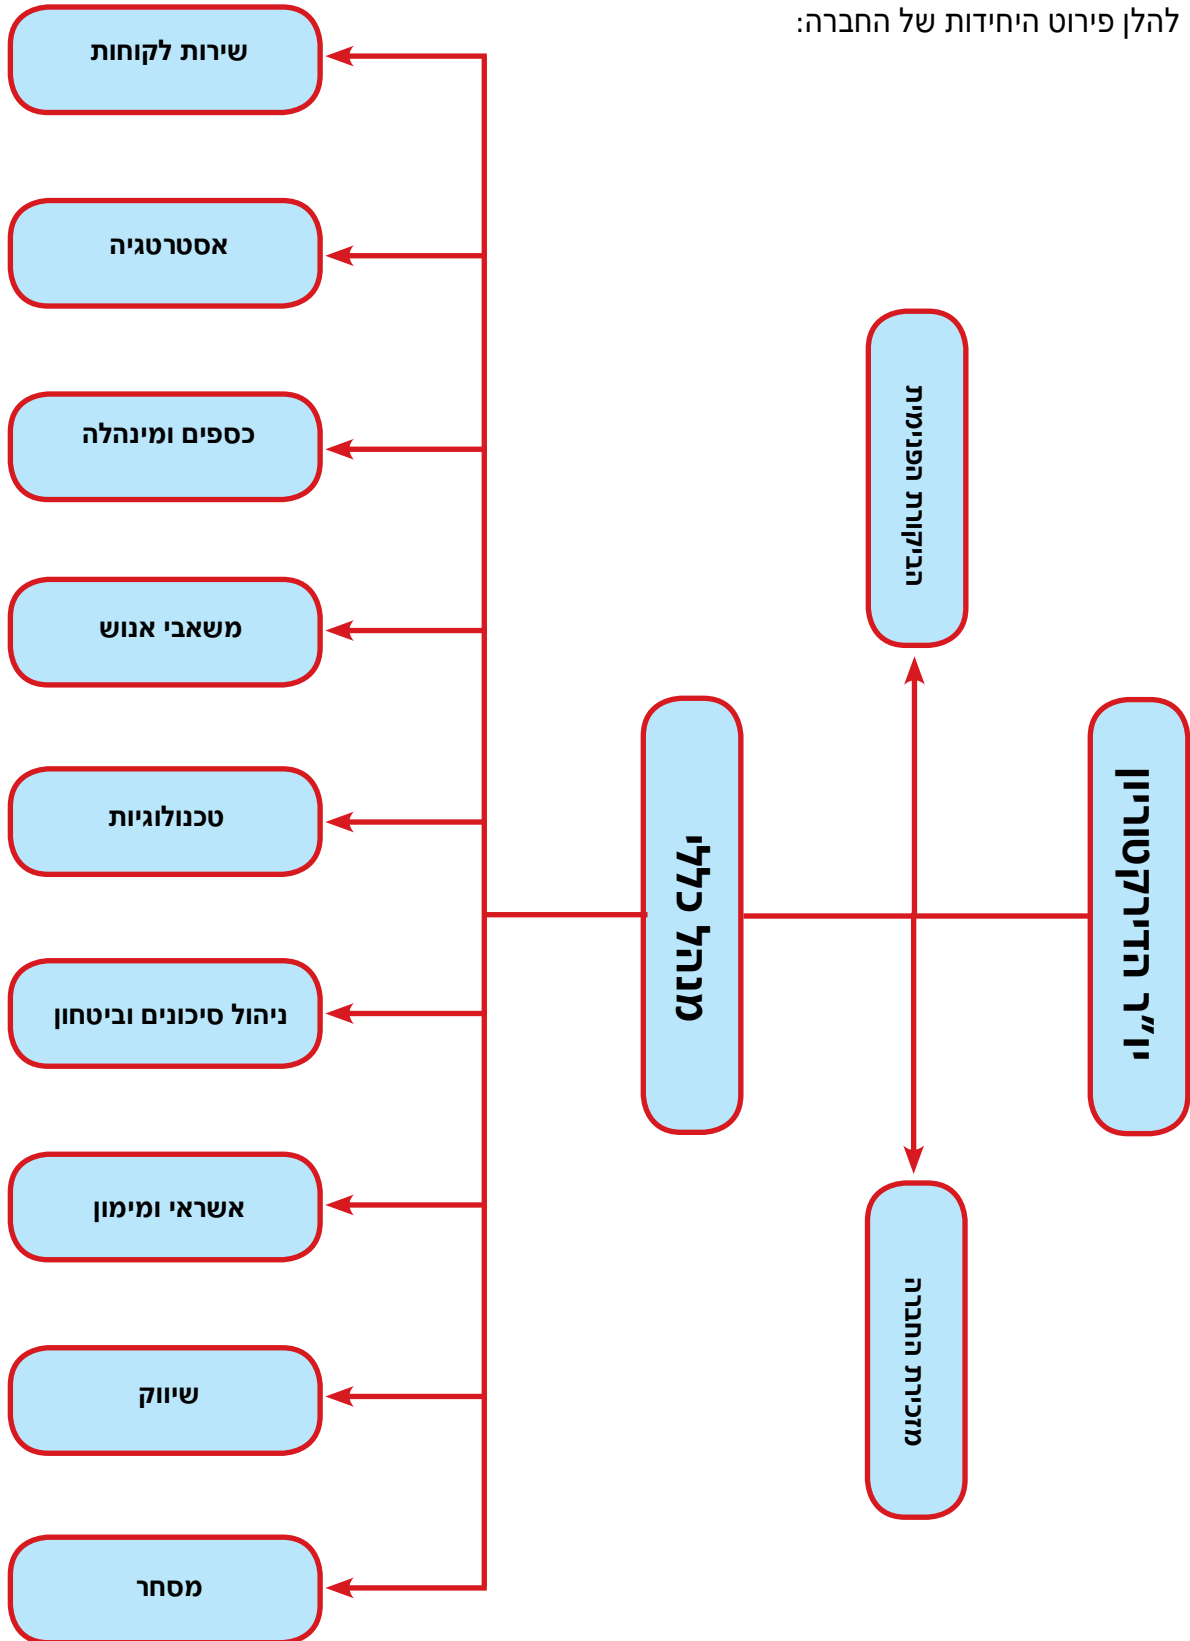 להלן פירוט היחידות של החברה:
יו"ר הדירקטוריון
הביקורת הפנימית
מזכירת החברה
מנהל כללי
שירות לקוחות
אסטרטגיה
כספים ומינהלה
משאבי אנוש
טכנולוגיות
ניהול סיכונים וביטחון
אשראי ומימון
שיווק
מסחר